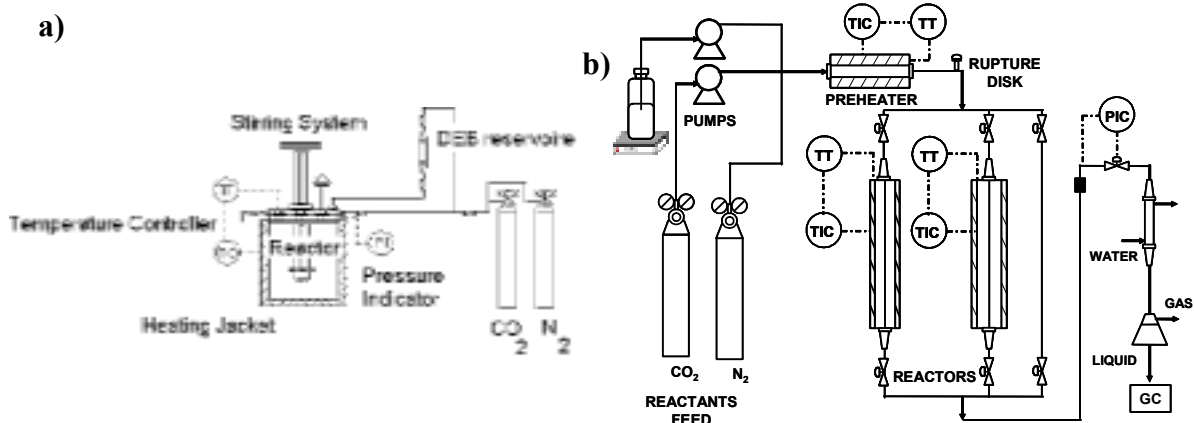 a)
Stirring System
DEB reservoire
Temperature Controller
Reactor
Pressure
Indicator
Heating Jacket
CO
2
N
2
b)
TIC
TT
RUPTURE
DISK
PREHEATER
PUMPS
PIC
TT
TT
TIC
TIC
WATER
GAS
LIQUID
REACTORS
GC
CO2
N2
REACTANTS
FEED